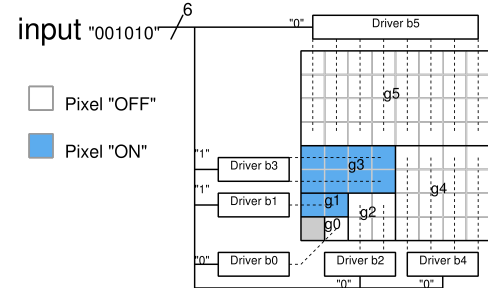 6
input "001010"
"0"
Driver b5
g5
Pixel "OFF"
Pixel "ON"
"1"
Driver b3
g3
"1"
Driver b1
g1
g2
g4
g0
"0"
Driver b0
Driver b2
Driver b4
"0"
"0"